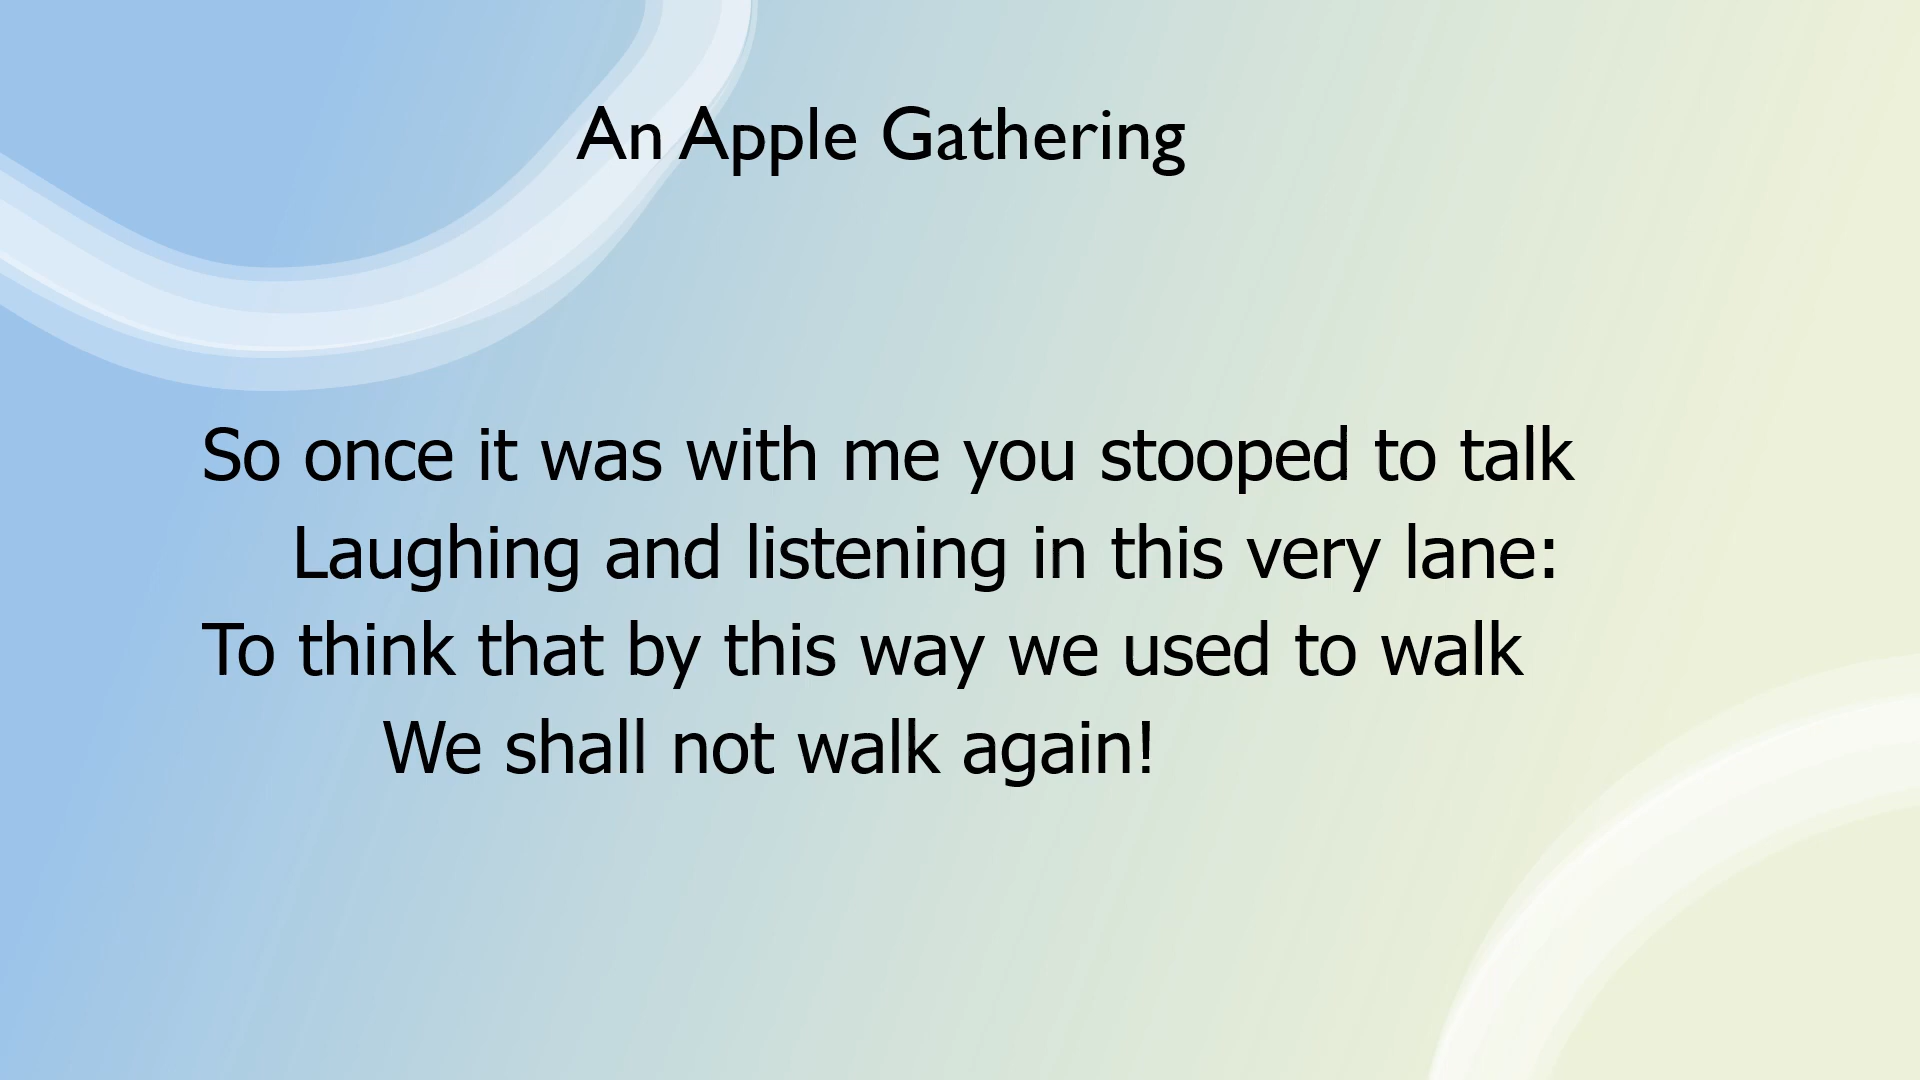 An Apple Gathering
So once it was with me you stooped to talk
Laughing and listening in this very lane:
To think that by this way we used to walk
We shall not walk again!